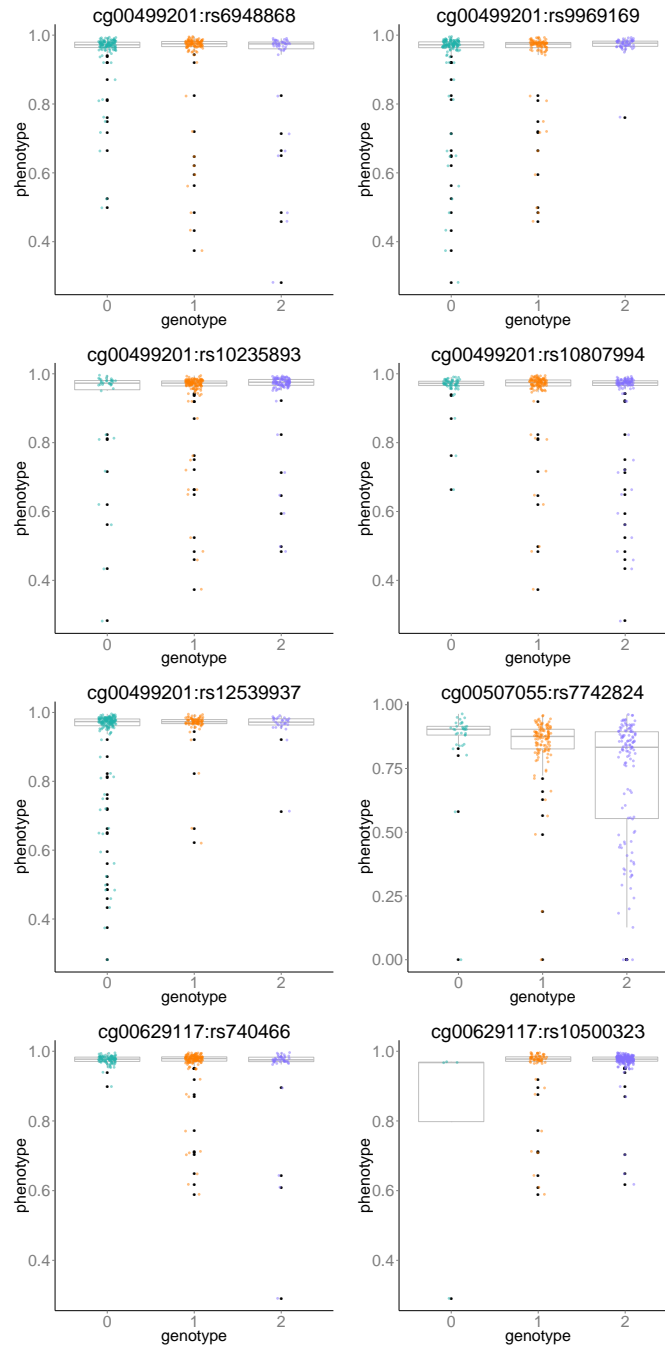 cg00499201:rs6948868
phenotype
1.0
0.8
0.6
0.4
0 1 2
genotype
cg00499201:rs9969169
phenotype
1.0
0.8
0.6
0.4
0 1 2
genotype
cg00499201:rs10235893
phenotype
1.0
0.8
0.6
0.4
0 1 2
genotype
cg00499201:rs10807994
phenotype
1.0
0.8
0.6
0.4
0 1 2
genotype
cg00499201:rs12539937
phenotype
1.0
0.8
0.6
0.4
0 1 2
genotype
cg00507055:rs7742824
phenotype
1.00
0.75
0.50
0.25
0.00
0 1 2
genotype
cg00629117:rs740466
phenotype
1.0
0.8
0.6
0.4
0 1 2
genotype
cg00629117:rs10500323
phenotype
1.0
0.8
0.6
0.4
0 1 2
genotype